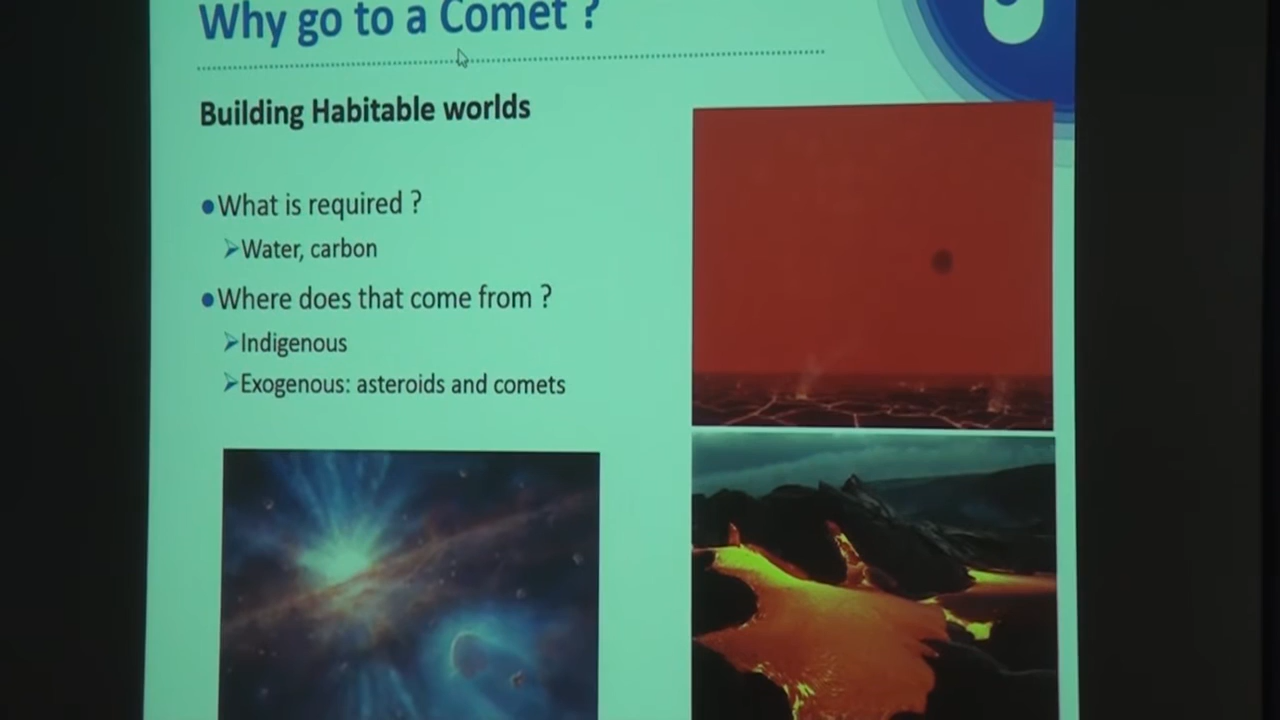 Why go to a Comet ?
Building Habitable worlds
What is required ?
Water, carbon
Where does that come from ?
Indigenous
Exogenous: asteroids and comets